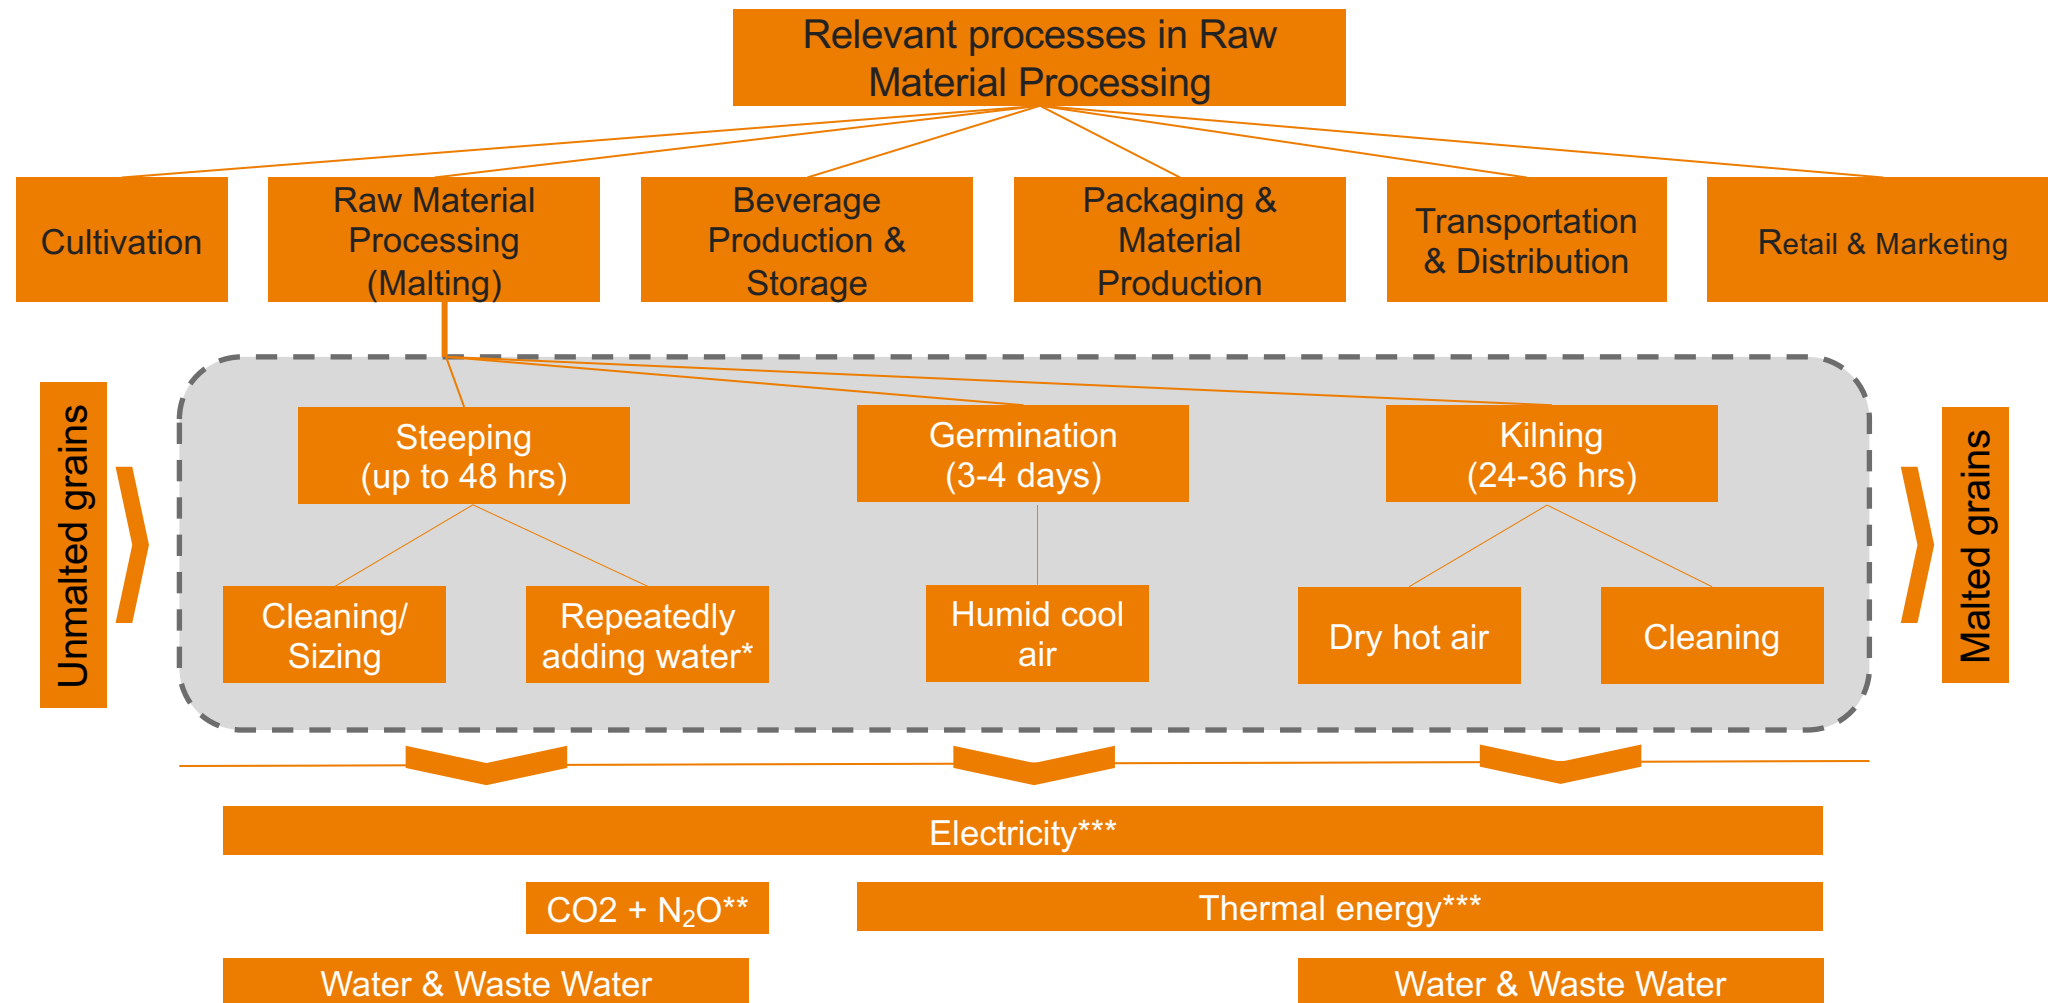 Relevant processes in Raw
Material Processing
Cultivation
Raw Material
Processing
(Malting)
Beverage
Production &
Storage
Packaging &
Material
Production
Transportation
& Distribution
Retail & Marketing
Unmalted grains
Steeping
(up to 48 hrs)
Germination
(3-4 days)
Kilning
(24-36 hrs)
Cleaning/
Sizing
Repeatedly
adding water*
Humid cool
air
Dry hot air
Cleaning
Malted grains
Electricity***
CO2 + N₂O**
Thermal energy***
Water & Waste Water
Water & Waste Water